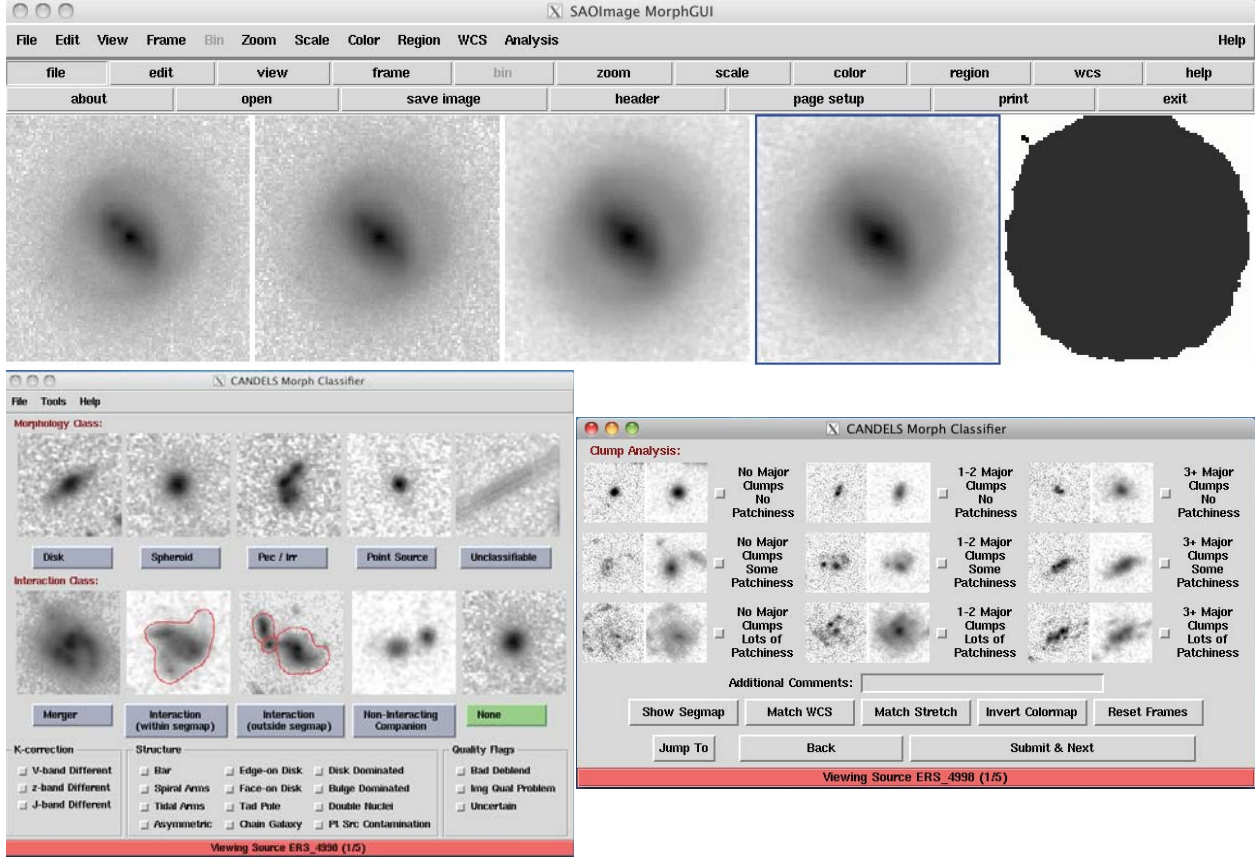 SAOImage MorphGUI
File Edit View Frame Bin Zoom Scale Color Region WCS Analysis Help
file edit view frame bin zoom scale color region wcs help
about open save image header page setup print exit
CANDELS Morph Classifier
File Tools Help
Morphology Class:
Disk Spheroid Pec / Irr Point Source Unclassifiable
Interaction Class:
Merger Interaction (within segmap) Interaction (outside segmap) Non-Interacting Companion None
K-correction Structure Quality Flags
V-band Different Bar Edge-on Disk Disk Dominated Bad Deblend
z-band Different Spiral Arms Face-on Disk Bulge Dominated Img Qual Problem
J-band Different Tidal Arms Tad Pole Double Nuclei Uncertain
Asymmetric Chain Galaxy Pt Src Contamination
Viewing Source ERS_4998 (1/5)
CANDELS Morph Classifier
Clump Analysis:
No Major Clumps No Patchiness
1-2 Major Clumps No Patchiness
3+ Major Clumps No Patchiness
No Major Clumps Some Patchiness
1-2 Major Clumps Some Patchiness
3+ Major Clumps Some Patchiness
No Major Clumps Lots of Patchiness
1-2 Major Clumps Lots of Patchiness
3+ Major Clumps Lots of Patchiness
Additional Comments:
Show Segmap Match WCS Match Stretch Invert Colormap Reset Frames
Jump To Back Submit & Next
Viewing Source ERS_4998 (1/5)